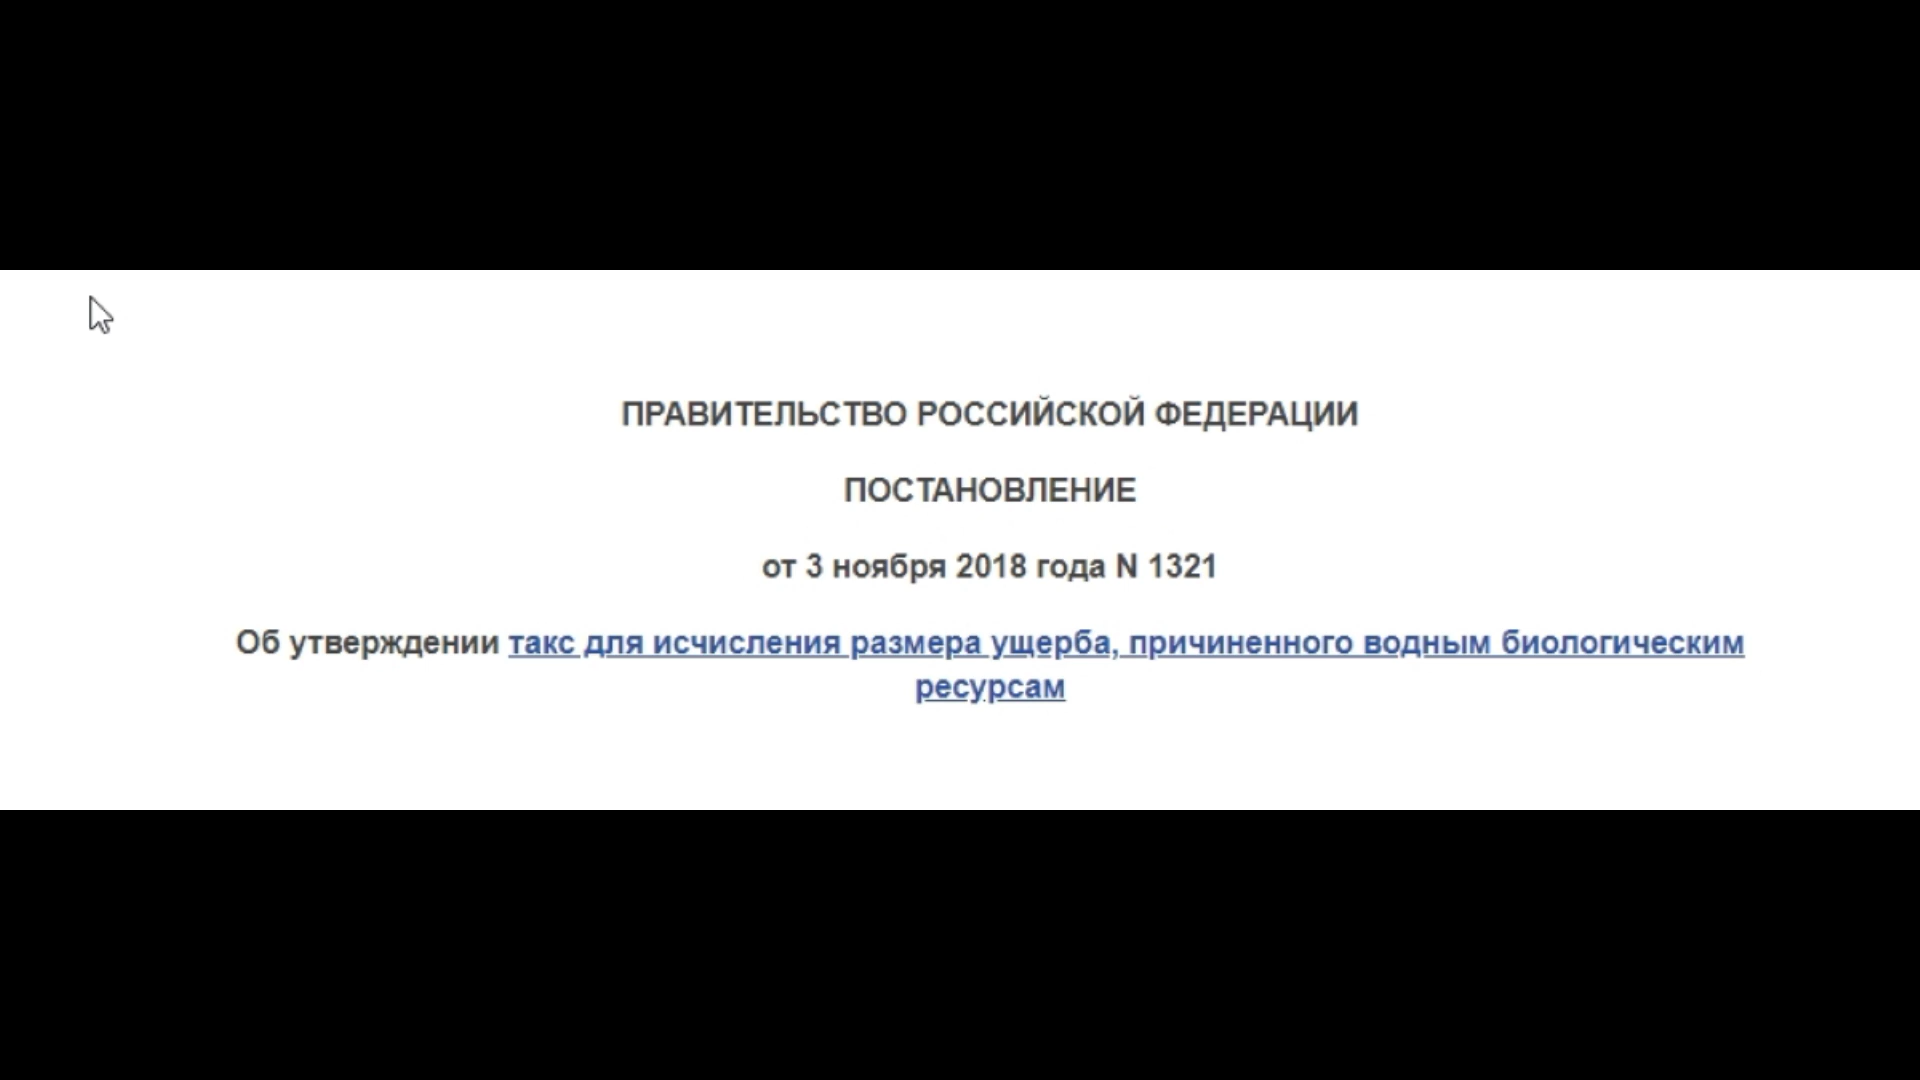 ПРАВИТЕЛЬСТВО РОССИЙСКОЙ ФЕДЕРАЦИИ
ПОСТАНОВЛЕНИЕ
от 3 ноября 2018 года N 1321
Об утверждении такс для исчисления размера ущерба, причиненного водным биологическим
ресурсам